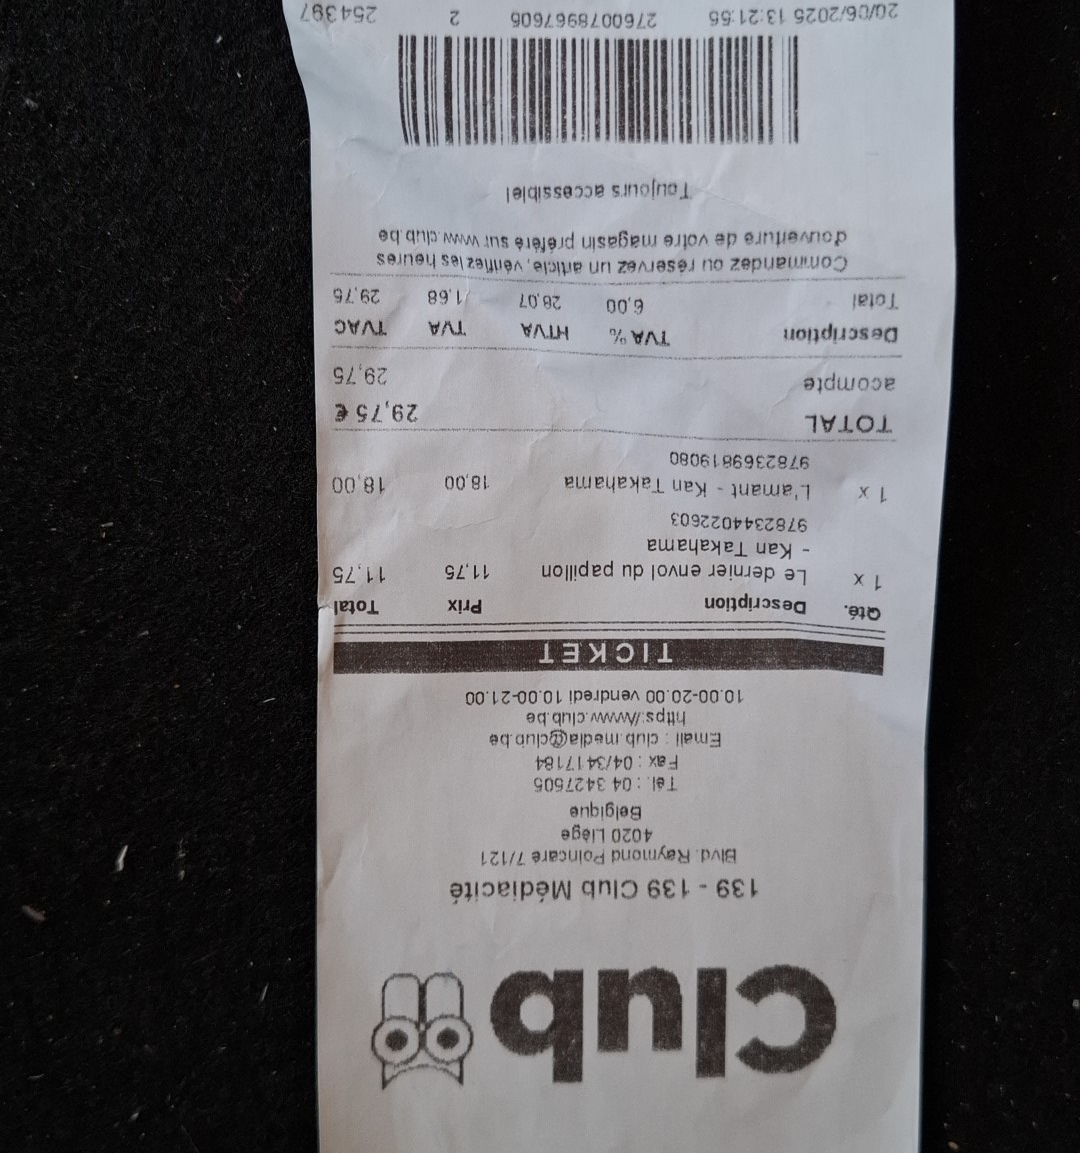 Club
139 - 139 Club Médiacité
Blvd. Raymond Poincaré 7/121
4020 Liège
Belgique
Tél. : 04 3427505
Fax : 04/3417184
Email : club.media@club.be
https://www.club.be
10.00-20.00 vendredi 10.00-21.00
TICKET
Qté. Description Prix Total
1 x Le dernier envol du papillon 11,75 11,75
- Kan Takahama
9782344022603
1 x L'amant - Kan Takahama 18,00 18,00
9782369819080
TOTAL 29,75 €
acompte 29,75
Description TVA % HTVA TVA TVAC
Total 6,00 28,07 1,68 29,75
Commandez ou réservez un article, vérifiez les heures
d'ouverture de votre magasin préféré sur www.club.be
Toujours accessible!
20/06/2025 13:21:55 2760078967605 2 254397